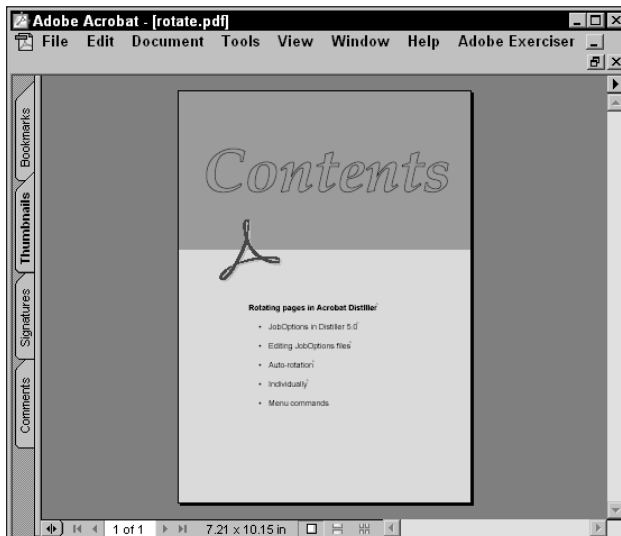 Adobe Acrobat - [rotate.pdf]
File Edit Document Tools View Window Help Adobe Exerciser
Bookmarks
Thumbnails
Signatures
Comments
Contents
Rotating pages in Acrobat Distiller
• JobOptions in Distiller 5.0
• Editing JobOptions files
• Auto-rotation
• Individually
• Menu commands
1 of 1 7.21 x 10.15 in